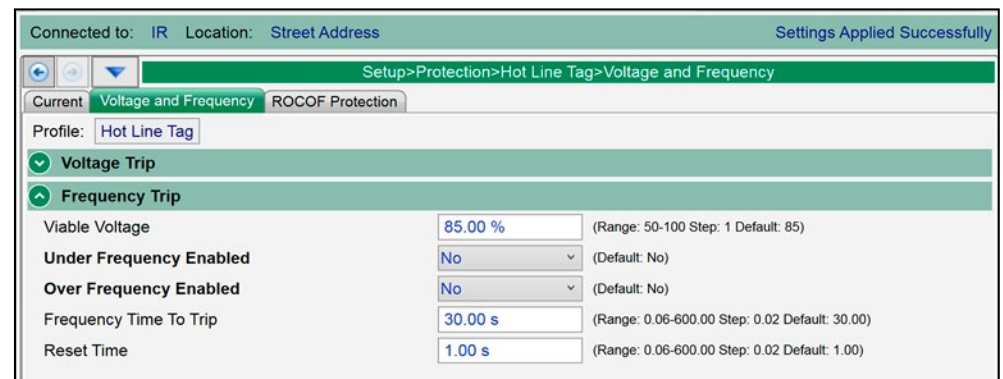 Connected to: IR Location: Street Address Settings Applied Successfully
Setup>Protection>Hot Line Tag>Voltage and Frequency
Current Voltage and Frequency ROCOF Protection
Profile: Hot Line Tag
Voltage Trip
Frequency Trip
Viable Voltage 85.00 % (Range: 50-100 Step: 1 Default: 85)
Under Frequency Enabled No (Default: No)
Over Frequency Enabled No (Default: No)
Frequency Time To Trip 30.00 s (Range: 0.06-600.00 Step: 0.02 Default: 30.00)
Reset Time 1.00 s (Range: 0.06-600.00 Step: 0.02 Default: 1.00)